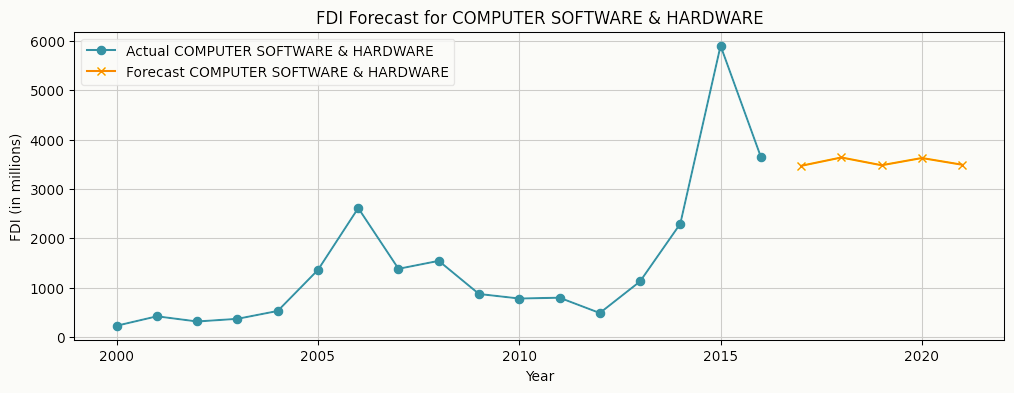 FDI Forecast for COMPUTER SOFTWARE & HARDWARE
Actual COMPUTER SOFTWARE & HARDWARE
Forecast COMPUTER SOFTWARE & HARDWARE
FDI (in millions)
6000
5000
4000
3000
2000
1000
0
2000 2005 2010 2015 2020
Year